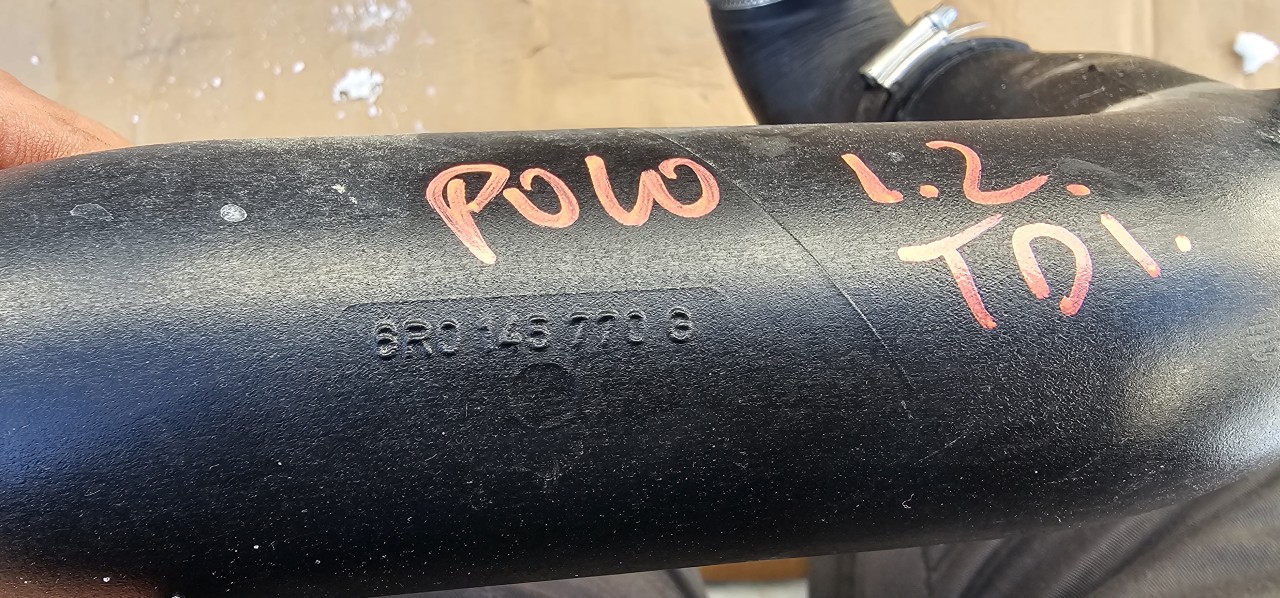 POLO 1.2.
TDI.
6R0 145 770 G